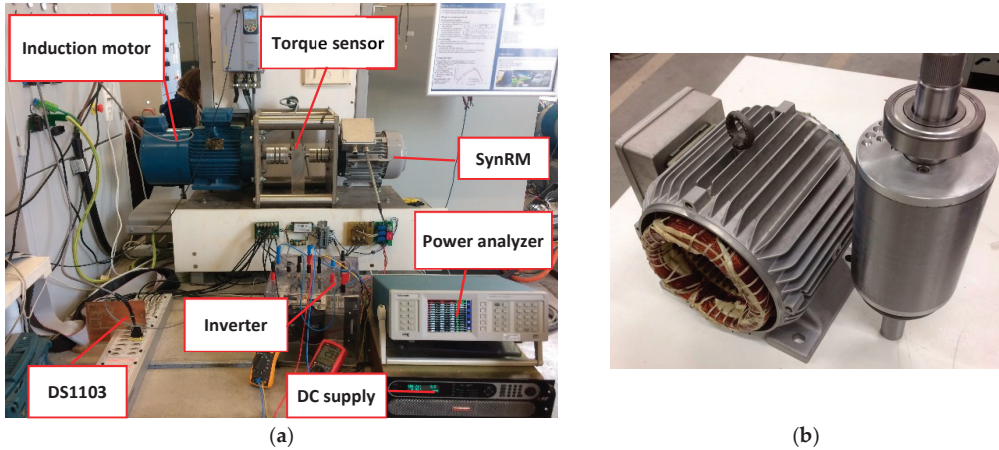 Induction motor
Torque sensor
SynRM
Power analyzer
Inverter
DS1103
DC supply
(a)
(b)